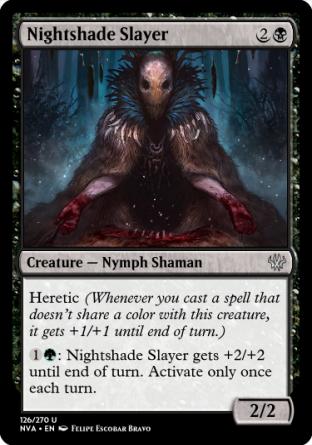 Nightshade Slayer 2
Creature — Nymph Shaman
Heretic (Whenever you cast a spell that
doesn't share a color with this creature,
it gets +1/+1 until end of turn.)
1 : Nightshade Slayer gets +2/+2
until end of turn. Activate only once
each turn.
2/2
126/270 U
NVA • EN Felipe Escobar Bravo